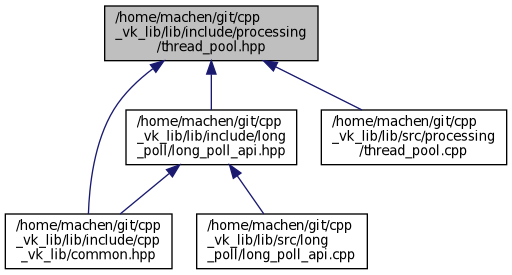 /home/machen/git/cpp
_vk_lib/lib/include/processing
/thread_pool.hpp
/home/machen/git/cpp
_vk_lib/lib/include/long
_poll/long_poll_api.hpp
/home/machen/git/cpp
_vk_lib/lib/src/processing
/thread_pool.cpp
/home/machen/git/cpp
_vk_lib/lib/include/cpp
_vk_lib/common.hpp
/home/machen/git/cpp
_vk_lib/lib/src/long
_poll/long_poll_api.cpp